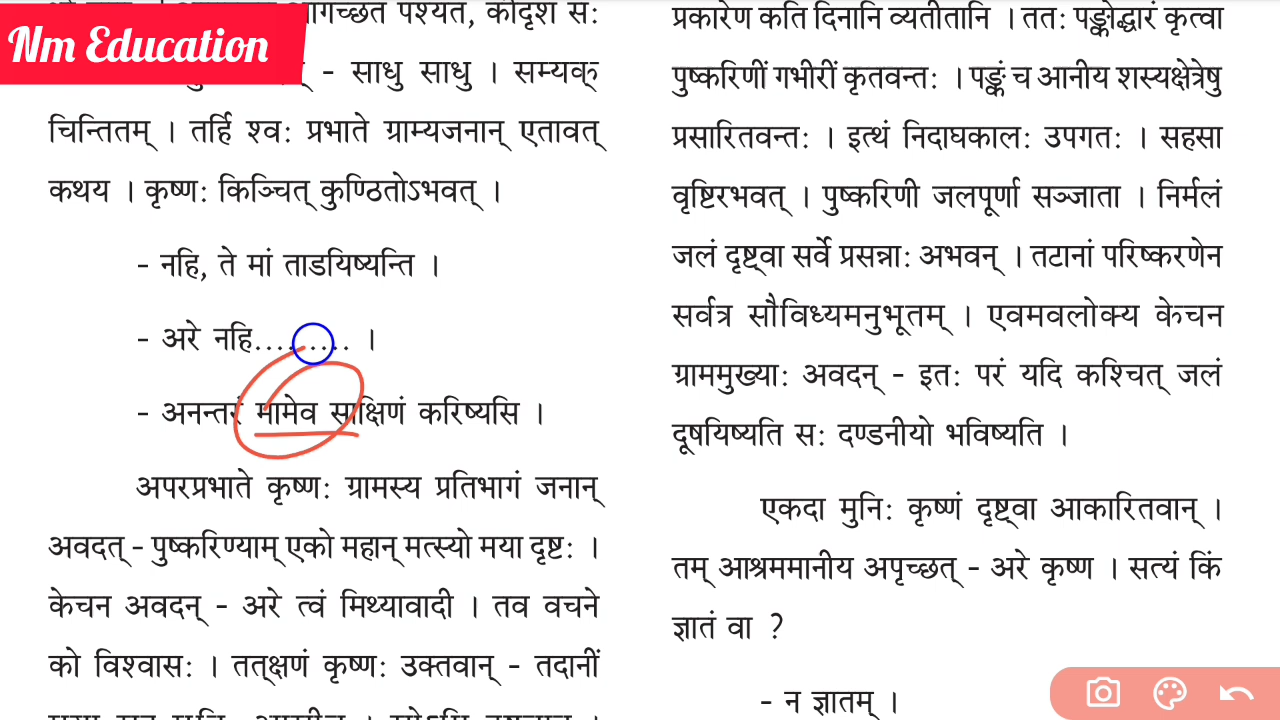 Nm Education
आगच्छत पश्यत, कीदृश सः
- साधु साधु । सम्यक्
चिन्तितम् । तर्हि श्वः प्रभाते ग्राम्यजनान् एतावत्
कथय । कृष्णः किञ्चित् कुण्ठितोऽभवत् ।
- नहि, ते मां ताडयिष्यन्ति ।
- अरे नहि......... ।
- अनन्तरं मामेव साक्षिणं करिष्यसि ।
अपरप्रभाते कृष्णः ग्रामस्य प्रतिभागं जनान्
अवदत् - पुष्करिण्याम् एको महान् मत्स्यो मया दृष्टः ।
केचन अवदन् - अरे त्वं मिथ्यावादी । तव वचने
को विश्वासः । तत्क्षणं कृष्णः उक्तवान् - तदानीं
प्रकारेण कति दिनानि व्यतीतानि । ततः पङ्कोद्धारं कृत्वा
पुष्करिणीं गभीरीं कृतवन्तः । पङ्कं च आनीय शस्यक्षेत्रेषु
प्रसारितवन्तः । इत्थं निदाघकालः उपगतः । सहसा
वृष्टिरभवत् । पुष्करिणी जलपूर्णा सञ्जाता । निर्मलं
जलं दृष्ट्वा सर्वे प्रसन्नाः अभवन् । तटानां परिष्करणेन
सर्वत्र सौविध्यमनुभूतम् । एवमवलोक्य केचन
ग्राममुख्याः अवदन् - इतः परं यदि कश्चित् जलं
दूषयिष्यति सः दण्डनीयो भविष्यति ।
एकदा मुनिः कृष्णं दृष्ट्वा आकारितवान् ।
तम् आश्रममानीय अपृच्छत् - अरे कृष्ण । सत्यं किं
ज्ञातं वा ?
- न ज्ञातम् ।